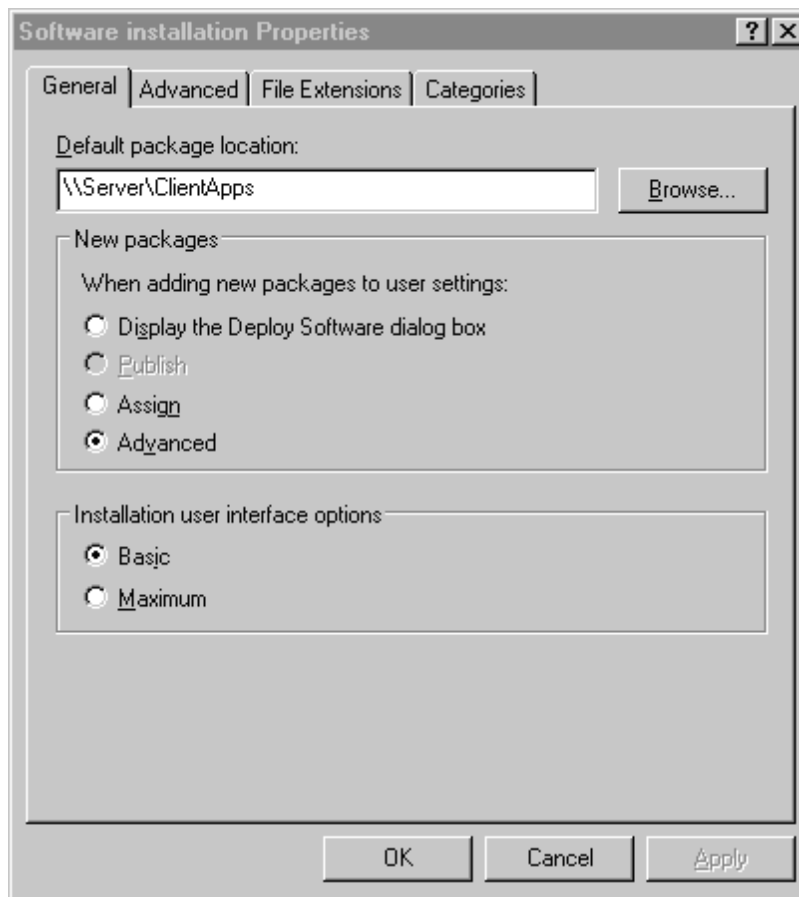 Software installation Properties
General Advanced File Extensions Categories
Default package location:
\\Server\ClientApps Browse...
New packages
When adding new packages to user settings:
Display the Deploy Software dialog box
Publish
Assign
Advanced
Installation user interface options
Basic
Maximum
OK Cancel Apply